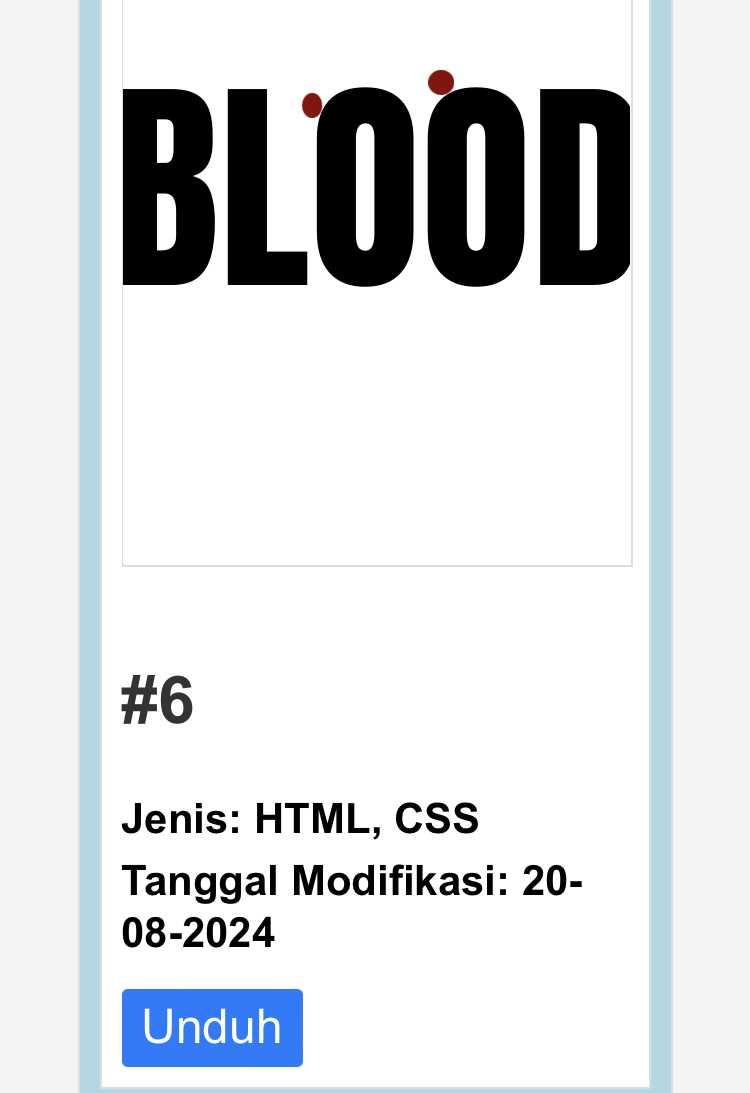 BLOOD
#6
Jenis: HTML, CSS
Tanggal Modifikasi: 20-
08-2024
Unduh